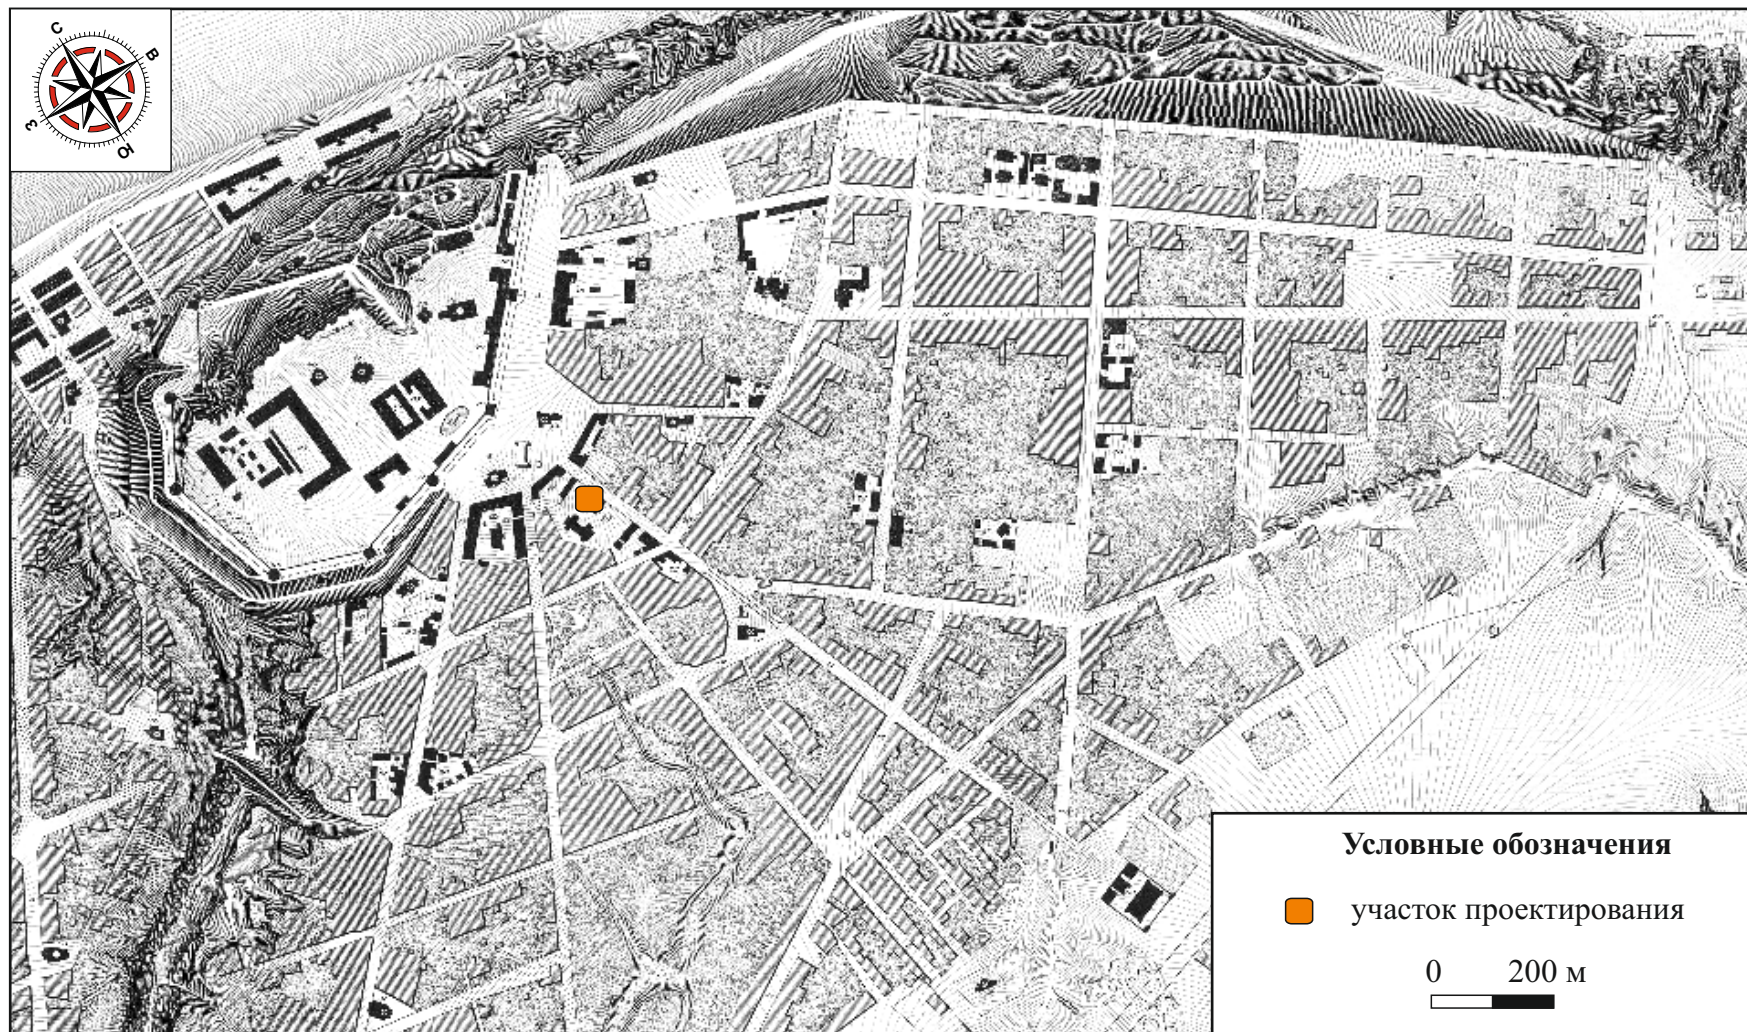 С
В
З
Ю
I.
Условные обозначения
участок проектирования
0 200 м